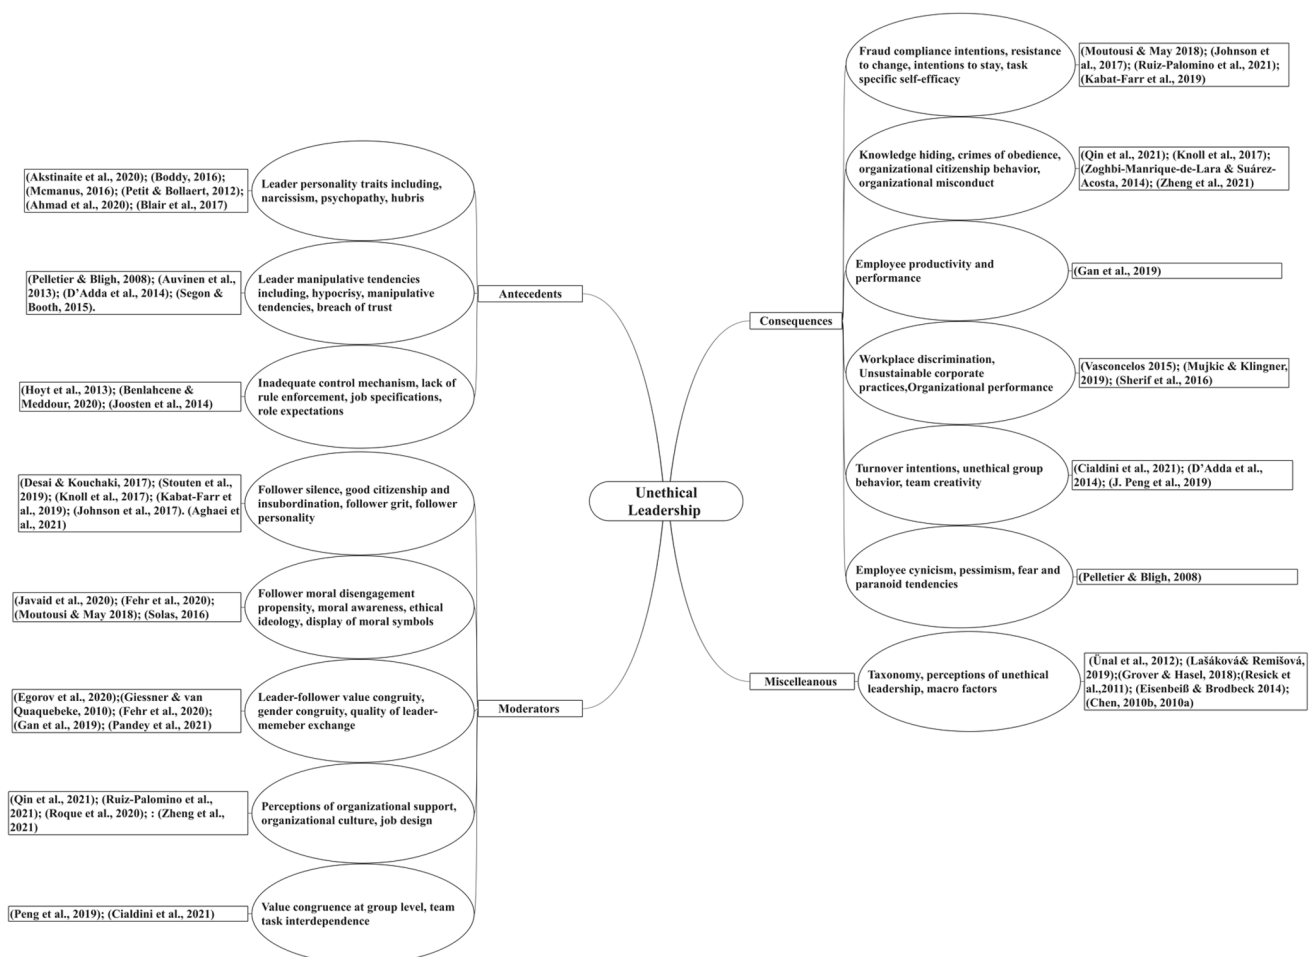 Unethical
Leadership
Antecedents
Leader personality traits including,
narcissism, psychopathy, hubris
(Akstinaite et al., 2020); (Boddy, 2016);
(Mcmanus, 2016); (Petit & Bollaert, 2012);
(Ahmad et al., 2020); (Blair et al., 2017)
Leader manipulative tendencies
including, hypocrisy, manipulative
tendencies, breach of trust
(Pelletier & Bligh, 2008); (Auvinen et al.,
2013); (D’Adda et al., 2014); (Segon &
Booth, 2015).
Inadequate control mechanism, lack of
rule enforcement, job specifications,
role expectations
(Hoyt et al., 2013); (Benlahcene &
Meddour, 2020); (Joosten et al., 2014)
Moderators
Follower silence, good citizenship and
insubordination, follower grit, follower
personality
(Desai & Kouchaki, 2017); (Stouten et al.,
2019); (Knoll et al., 2017); (Kabat-Farr et
al., 2019); (Johnson et al., 2017). (Aghaei et
al., 2021)
Follower moral disengagement
propensity, moral awareness, ethical
ideology, display of moral symbols
(Javaid et al., 2020); (Fehr et al., 2020);
(Moutousi & May 2018); (Solas, 2016)
Leader-follower value congruity,
gender congruity, quality of leader-
memeber exchange
(Egorov et al., 2020);(Giessner & van
Quaquebeke, 2010); (Fehr et al., 2020);
(Gan et al., 2019); (Pandey et al., 2021)
Perceptions of organizational support,
organizational culture, job design
(Qin et al., 2021); (Ruiz-Palomino et al.,
2021); (Roque et al., 2020); : (Zheng et al.,
2021)
Value congruence at group level, team
task interdependence
(Peng et al., 2019); (Cialdini et al., 2021)
Consequences
Fraud compliance intentions, resistance
to change, intentions to stay, task
specific self-efficacy
(Moutousi & May 2018); (Johnson et
al., 2017); (Ruiz-Palomino et al., 2021);
(Kabat-Farr et al., 2019)
Knowledge hiding, crimes of obedience,
organizational citizenship behavior,
organizational misconduct
(Qin et al., 2021); (Knoll et al., 2017);
(Zoghbi-Manrique-de-Lara & Suárez-
Acosta, 2014); (Zheng et al., 2021)
Employee productivity and
performance
(Gan et al., 2019)
Workplace discrimination,
Unsustainable corporate
practices,Organizational performance
(Vasconcelos 2015); (Mujkic & Klingner,
2019); (Sherif et al., 2016)
Turnover intentions, unethical group
behavior, team creativity
(Cialdini et al., 2021); (D’Adda et al.,
2014); (J. Peng et al., 2019)
Employee cynicism, pessimism, fear and
paranoid tendencies
(Pelletier & Bligh, 2008)
Miscelleanous
Taxonomy, perceptions of unethical
leadership, macro factors
(Ünal et al., 2012); (Lašáková& Remišová,
2019);(Grover & Hasel, 2018);(Resick
et al.,2011); (Eisenbeiß & Brodbeck 2014);
(Chen, 2010b, 2010a)